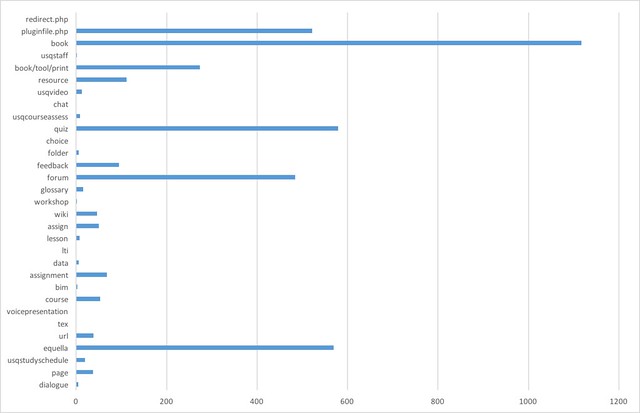 redirect.php
pluginfile.php
book
usqstaff
book/tool/print
resource
usqvideo
chat
usqcourseassess
quiz
choice
folder
feedback
forum
glossary
workshop
wiki
assign
lesson
lti
data
assignment
bim
course
voicepresentation
tex
url
equella
usqstudyschedule
page
dialogue
0 200 400 600 800 1000 1200